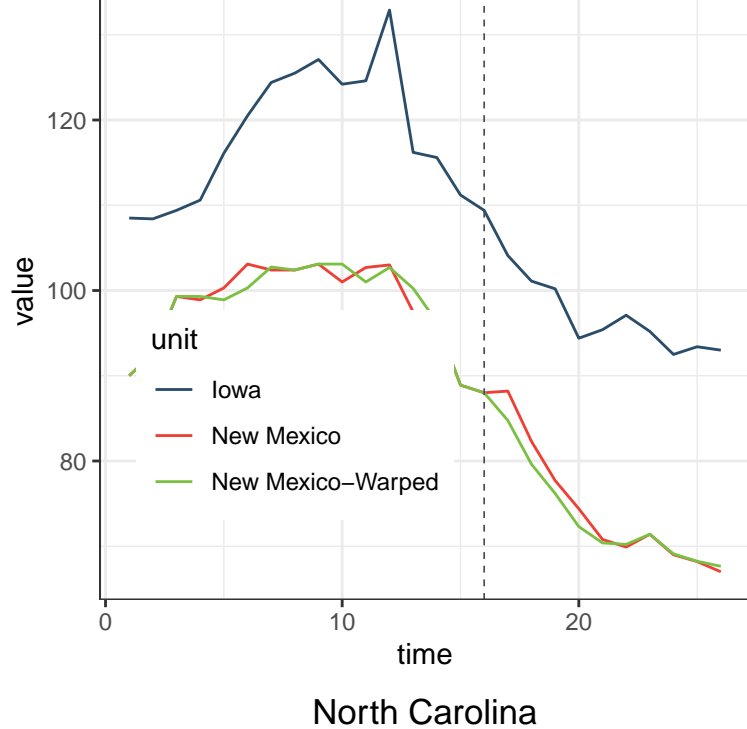 120
100
80
value
unit
Iowa
New Mexico
New Mexico−Warped
0
10
20
time
North Carolina